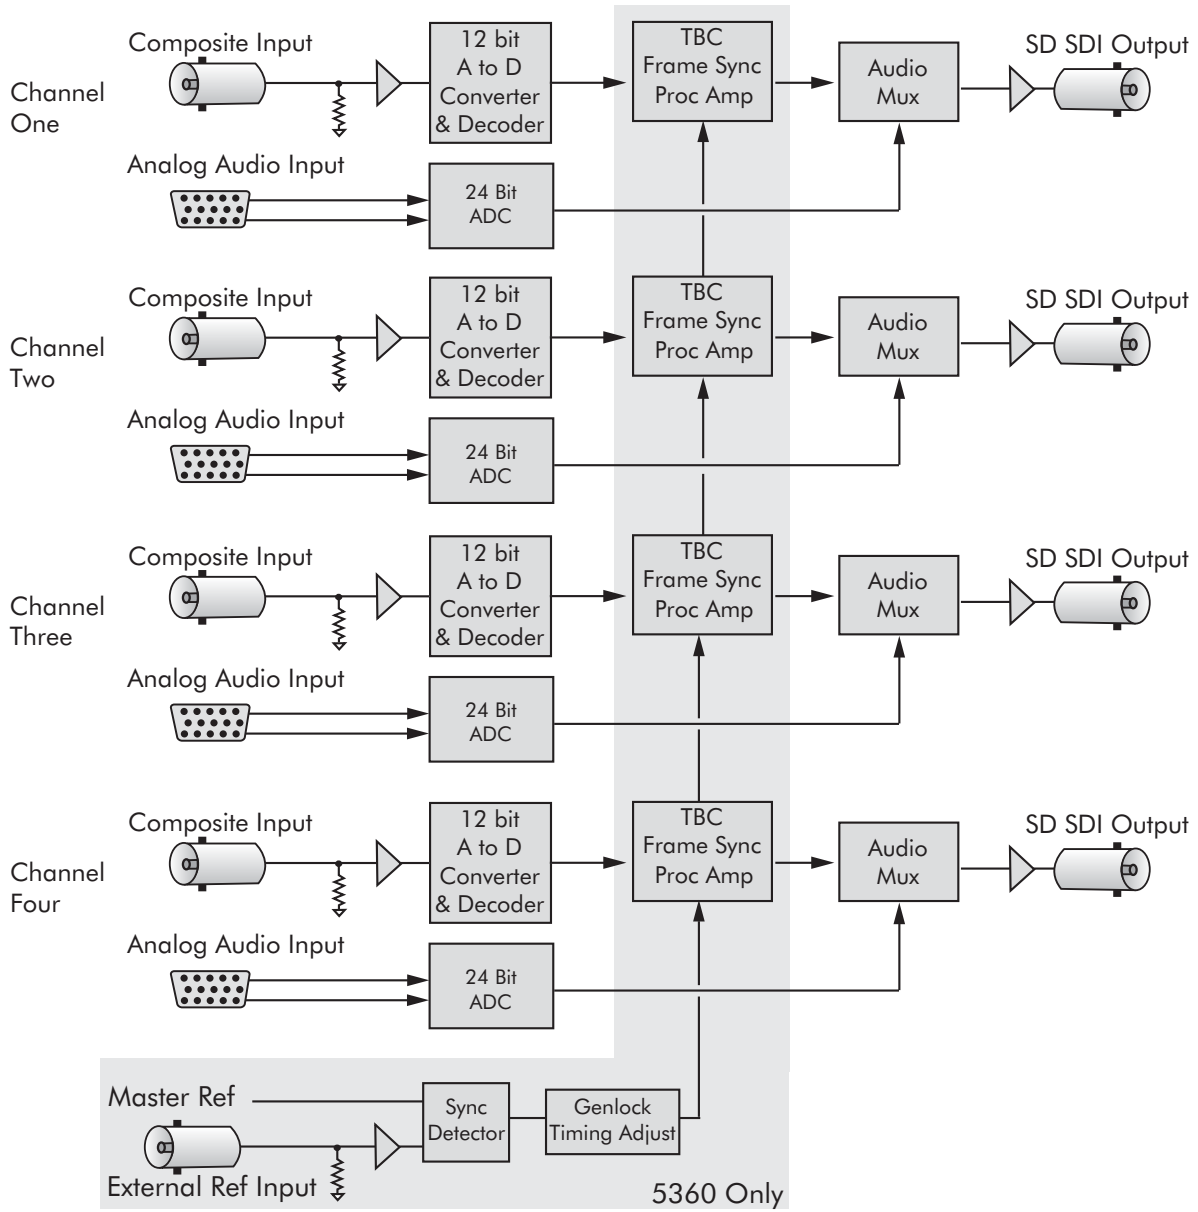 Channel
One
Composite Input
12 bit
A to D
Converter
& Decoder
TBC
Frame Sync
Proc Amp
Audio
Mux
SD SDI Output
Analog Audio Input
24 Bit
ADC
Channel
Two
Composite Input
12 bit
A to D
Converter
& Decoder
TBC
Frame Sync
Proc Amp
Audio
Mux
SD SDI Output
Analog Audio Input
24 Bit
ADC
Channel
Three
Composite Input
12 bit
A to D
Converter
& Decoder
TBC
Frame Sync
Proc Amp
Audio
Mux
SD SDI Output
Analog Audio Input
24 Bit
ADC
Channel
Four
Composite Input
12 bit
A to D
Converter
& Decoder
TBC
Frame Sync
Proc Amp
Audio
Mux
SD SDI Output
Analog Audio Input
24 Bit
ADC
Master Ref
Sync
Detector
Genlock
Timing Adjust
External Ref Input
5360 Only